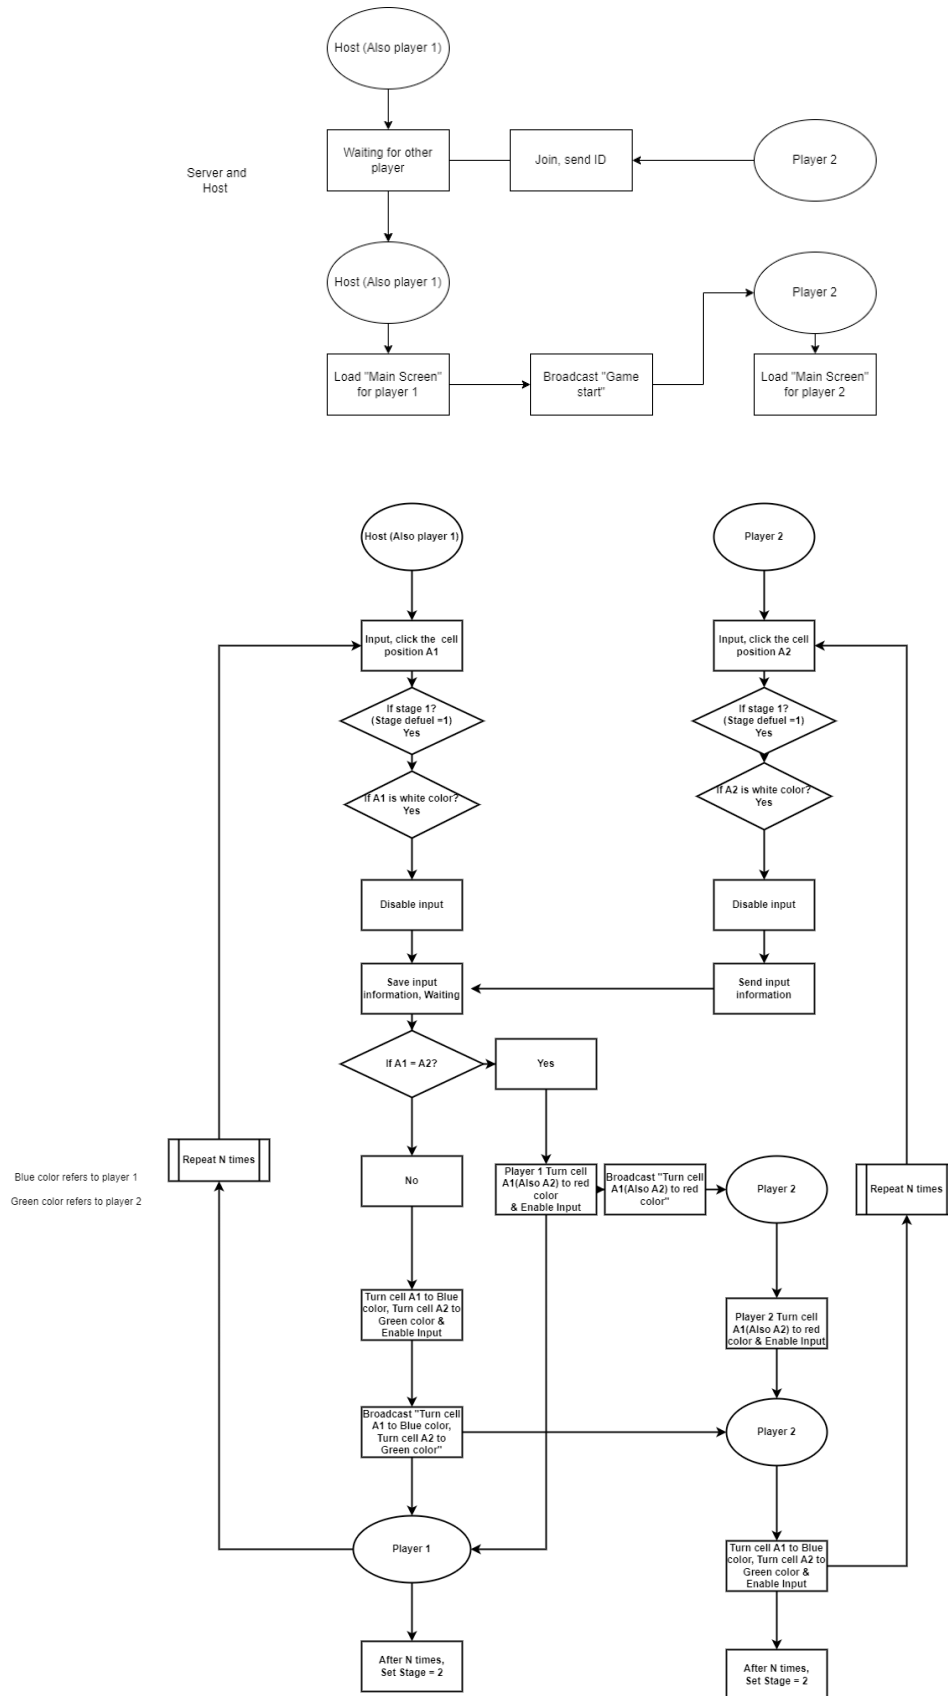 Host (Also player 1)
Waiting for other
player
Join, send ID
Player 2
Server and
Host
Host (Also player 1)
Player 2
Load "Main Screen"
for player 1
Broadcast "Game
start"
Load "Main Screen"
for player 2
Host (Also player 1)
Player 2
Input, click the cell
position A1
Input, click the cell
position A2
If stage 1?
(Stage defuel =1)
Yes
If stage 1?
(Stage defuel =1)
Yes
If A1 is white color?
Yes
If A2 is white color?
Yes
Disable input
Disable input
Save input
information, Waiting
Send input
information
If A1 = A2?
Yes
Repeat N times
No
Player 1 Turn cell
A1(Also A2) to red
color
& Enable Input
Broadcast "Turn cell
A1(Also A2) to red
color"
Player 2
Repeat N times
Blue color refers to player 1
Green color refers to player 2
Turn cell A1 to Blue
color, Turn cell A2 to
Green color &
Enable Input
Player 2 Turn cell
A1(Also A2) to red
color & Enable Input
Broadcast "Turn cell
A1 to Blue color,
Turn cell A2 to
Green color"
Player 2
Player 1
Turn cell A1 to Blue
color, Turn cell A2 to
Green color &
Enable Input
After N times,
Set Stage = 2
After N times,
Set Stage = 2